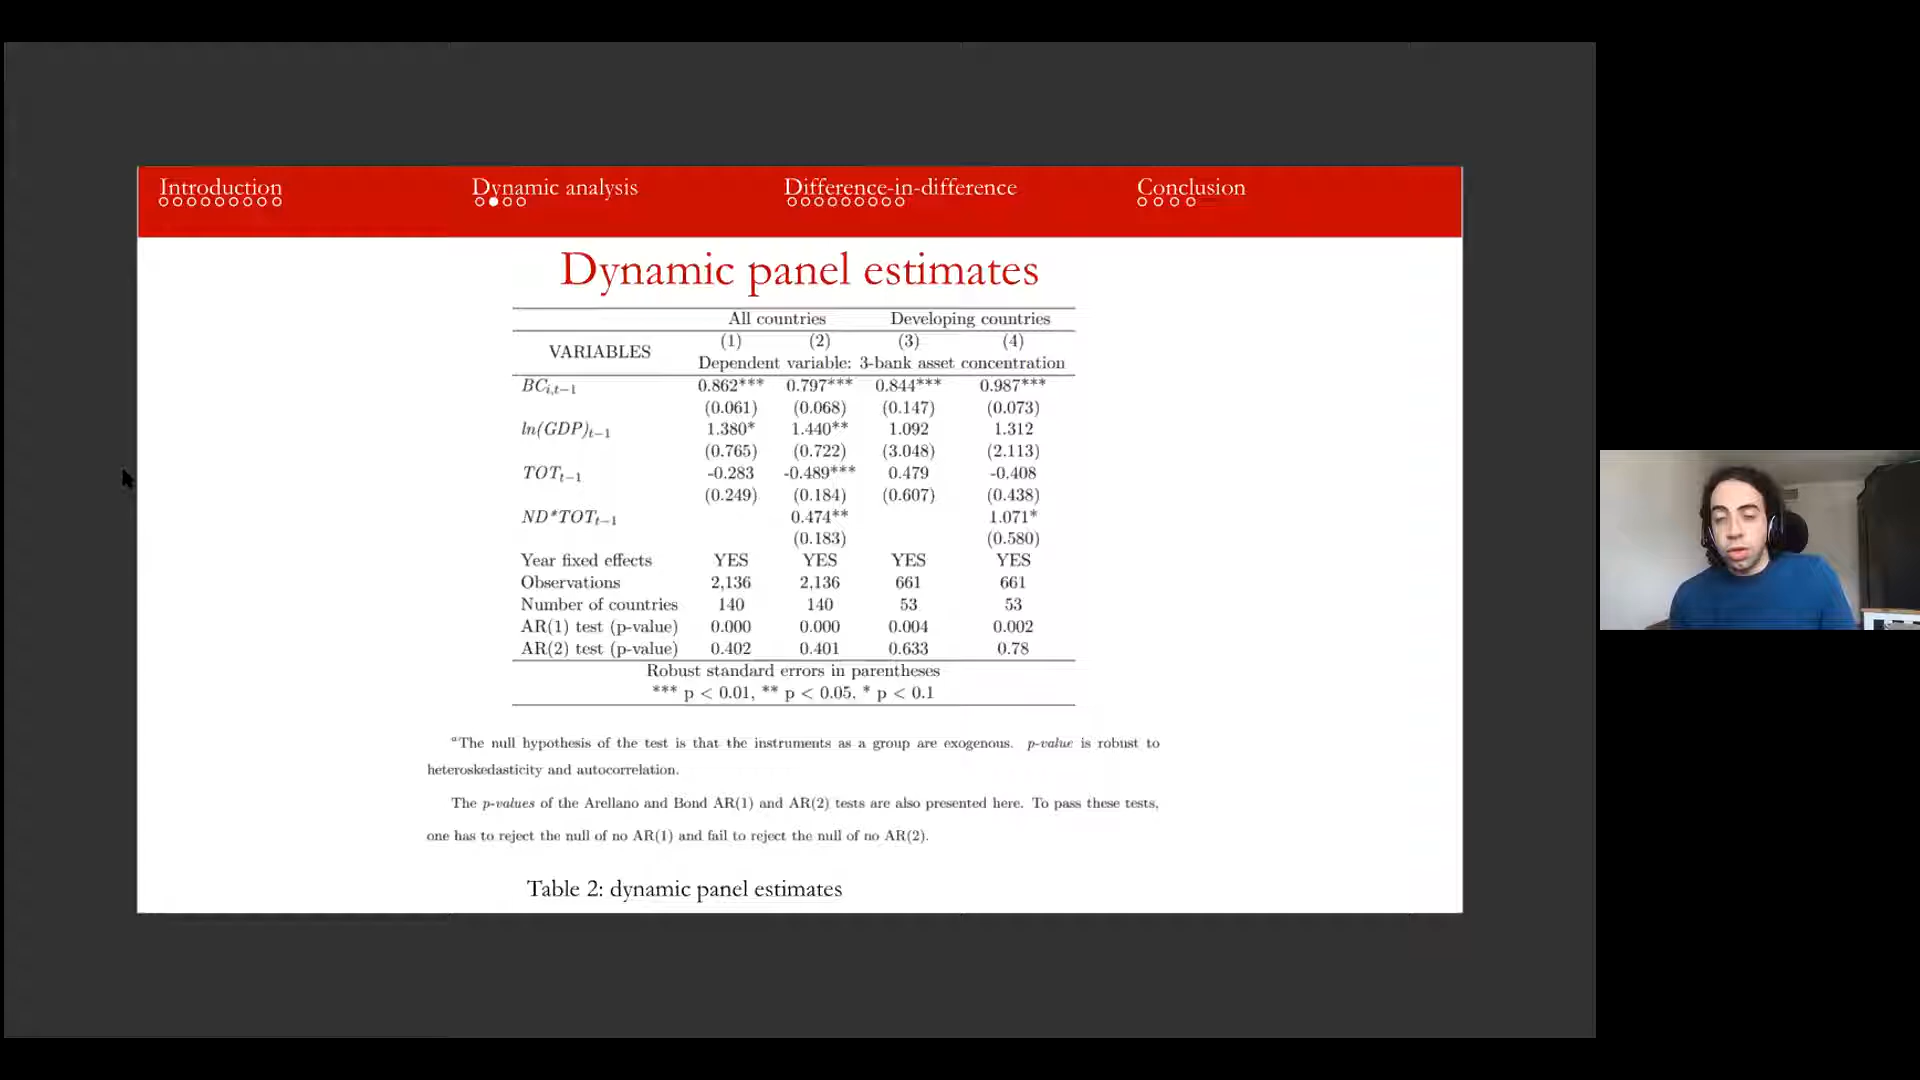 Introduction Dynamic analysis Difference-in-difference Conclusion
Dynamic panel estimates
All countries Developing countries
VARIABLES (1) (2) (3) (4)
Dependent variable: 3-bank asset concentration
BC_{i,t−1} 0.862*** 0.797*** 0.844*** 0.987***
(0.061) (0.068) (0.147) (0.073)
ln(GDP)_{t−1} 1.380* 1.440** 1.092 1.312
(0.765) (0.722) (3.048) (2.113)
TOT_{t−1} -0.283 -0.489*** 0.479 -0.408
(0.249) (0.184) (0.607) (0.438)
ND*TOT_{t−1} 0.474** 1.071*
(0.183) (0.580)
Year fixed effects YES YES YES YES
Observations 2,136 2,136 661 661
Number of countries 140 140 53 53
AR(1) test (p-value) 0.000 0.000 0.004 0.002
AR(2) test (p-value) 0.402 0.401 0.633 0.78
Robust standard errors in parentheses
*** p < 0.01, ** p < 0.05, * p < 0.1
ᵃThe null hypothesis of the test is that the instruments as a group are exogenous. p-value is robust to
heteroskedasticity and autocorrelation.
The p-values of the Arellano and Bond AR(1) and AR(2) tests are also presented here. To pass these tests,
one has to reject the null of no AR(1) and fail to reject the null of no AR(2).
Table 2: dynamic panel estimates